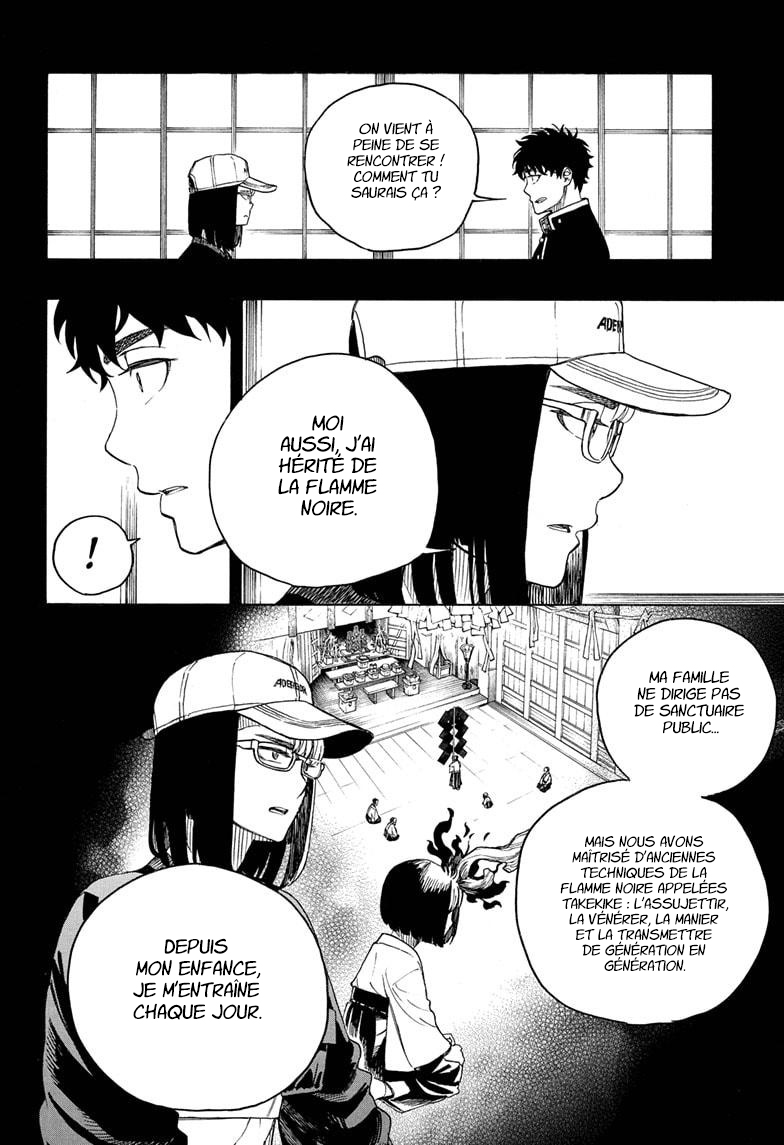 ON VIENT À
PEINE DE SE
RENCONTRER !
COMMENT TU
SAURAIS ÇA ?
MOI
AUSSI, J'AI
HÉRITÉ DE
LA FLAMME
NOIRE.
!
MA FAMILLE
NE DIRIGE PAS
DE SANCTUAIRE
PUBLIC...
MAIS NOUS AVONS
MAÎTRISÉ D'ANCIENNES
TECHNIQUES DE LA
FLAMME NOIRE APPELÉES
TAKEKIKE : L'ASSUJETTIR,
LA VÉNÉRER, LA MANIER
ET LA TRANSMETTRE
DE GÉNÉRATION EN
GÉNÉRATION.
DEPUIS
MON ENFANCE,
JE M'ENTRAÎNE
CHAQUE JOUR.